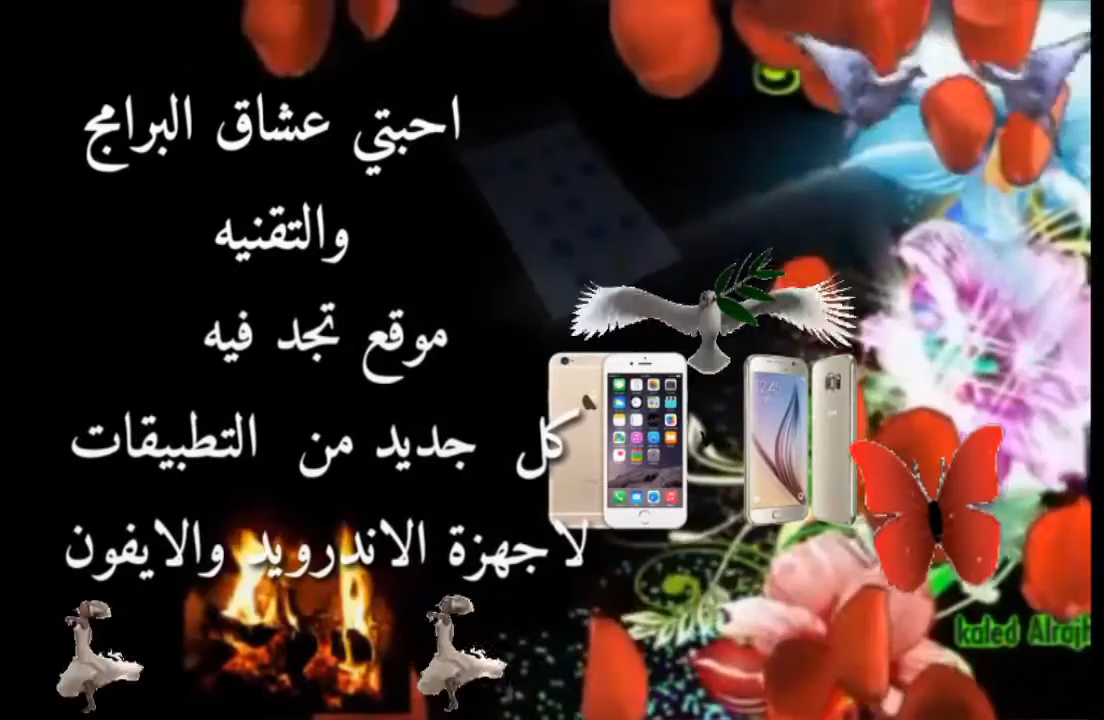 احبتي عشاق البرامج
والتقنيه
موقع تجد فيه
كل جديد من التطبيقات
لاجهزة الاندرويد والايفون
kaled Alrajh